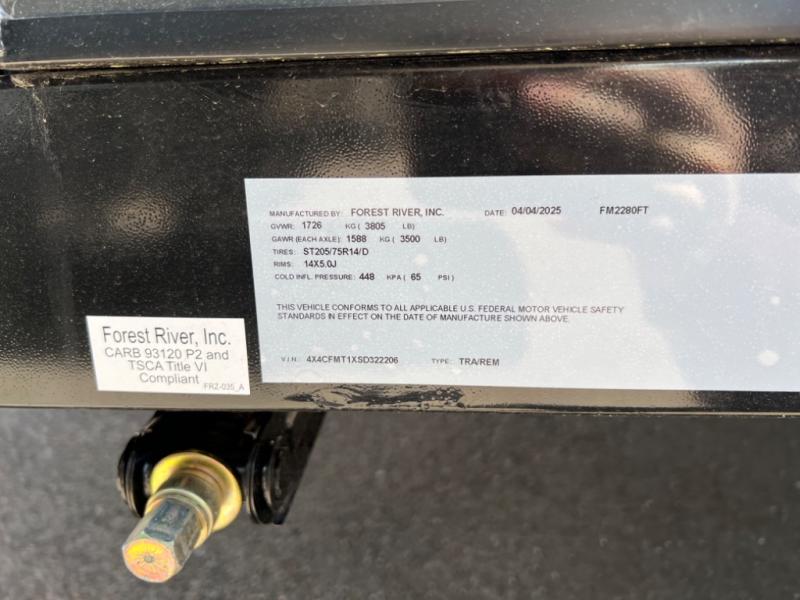 MANUFACTURED BY: FOREST RIVER, INC. DATE: 04/04/2025 FM2280FT
GVWR: 1726 KG ( 3805 LB)
GAWR (EACH AXLE): 1588 KG ( 3500 LB)
TIRES: ST205/75R14/D
RIMS: 14X5.0J
COLD INFL. PRESSURE: 448 KPA ( 65 PSI )
THIS VEHICLE CONFORMS TO ALL APPLICABLE U.S. FEDERAL MOTOR VEHICLE SAFETY
STANDARDS IN EFFECT ON THE DATE OF MANUFACTURE SHOWN ABOVE.
V.I.N.: 4X4CFMT1XSD322206 TYPE: TRA/REM
Forest River, Inc.
CARB 93120 P2 and
TSCA Title VI
Compliant
FRZ-035_A